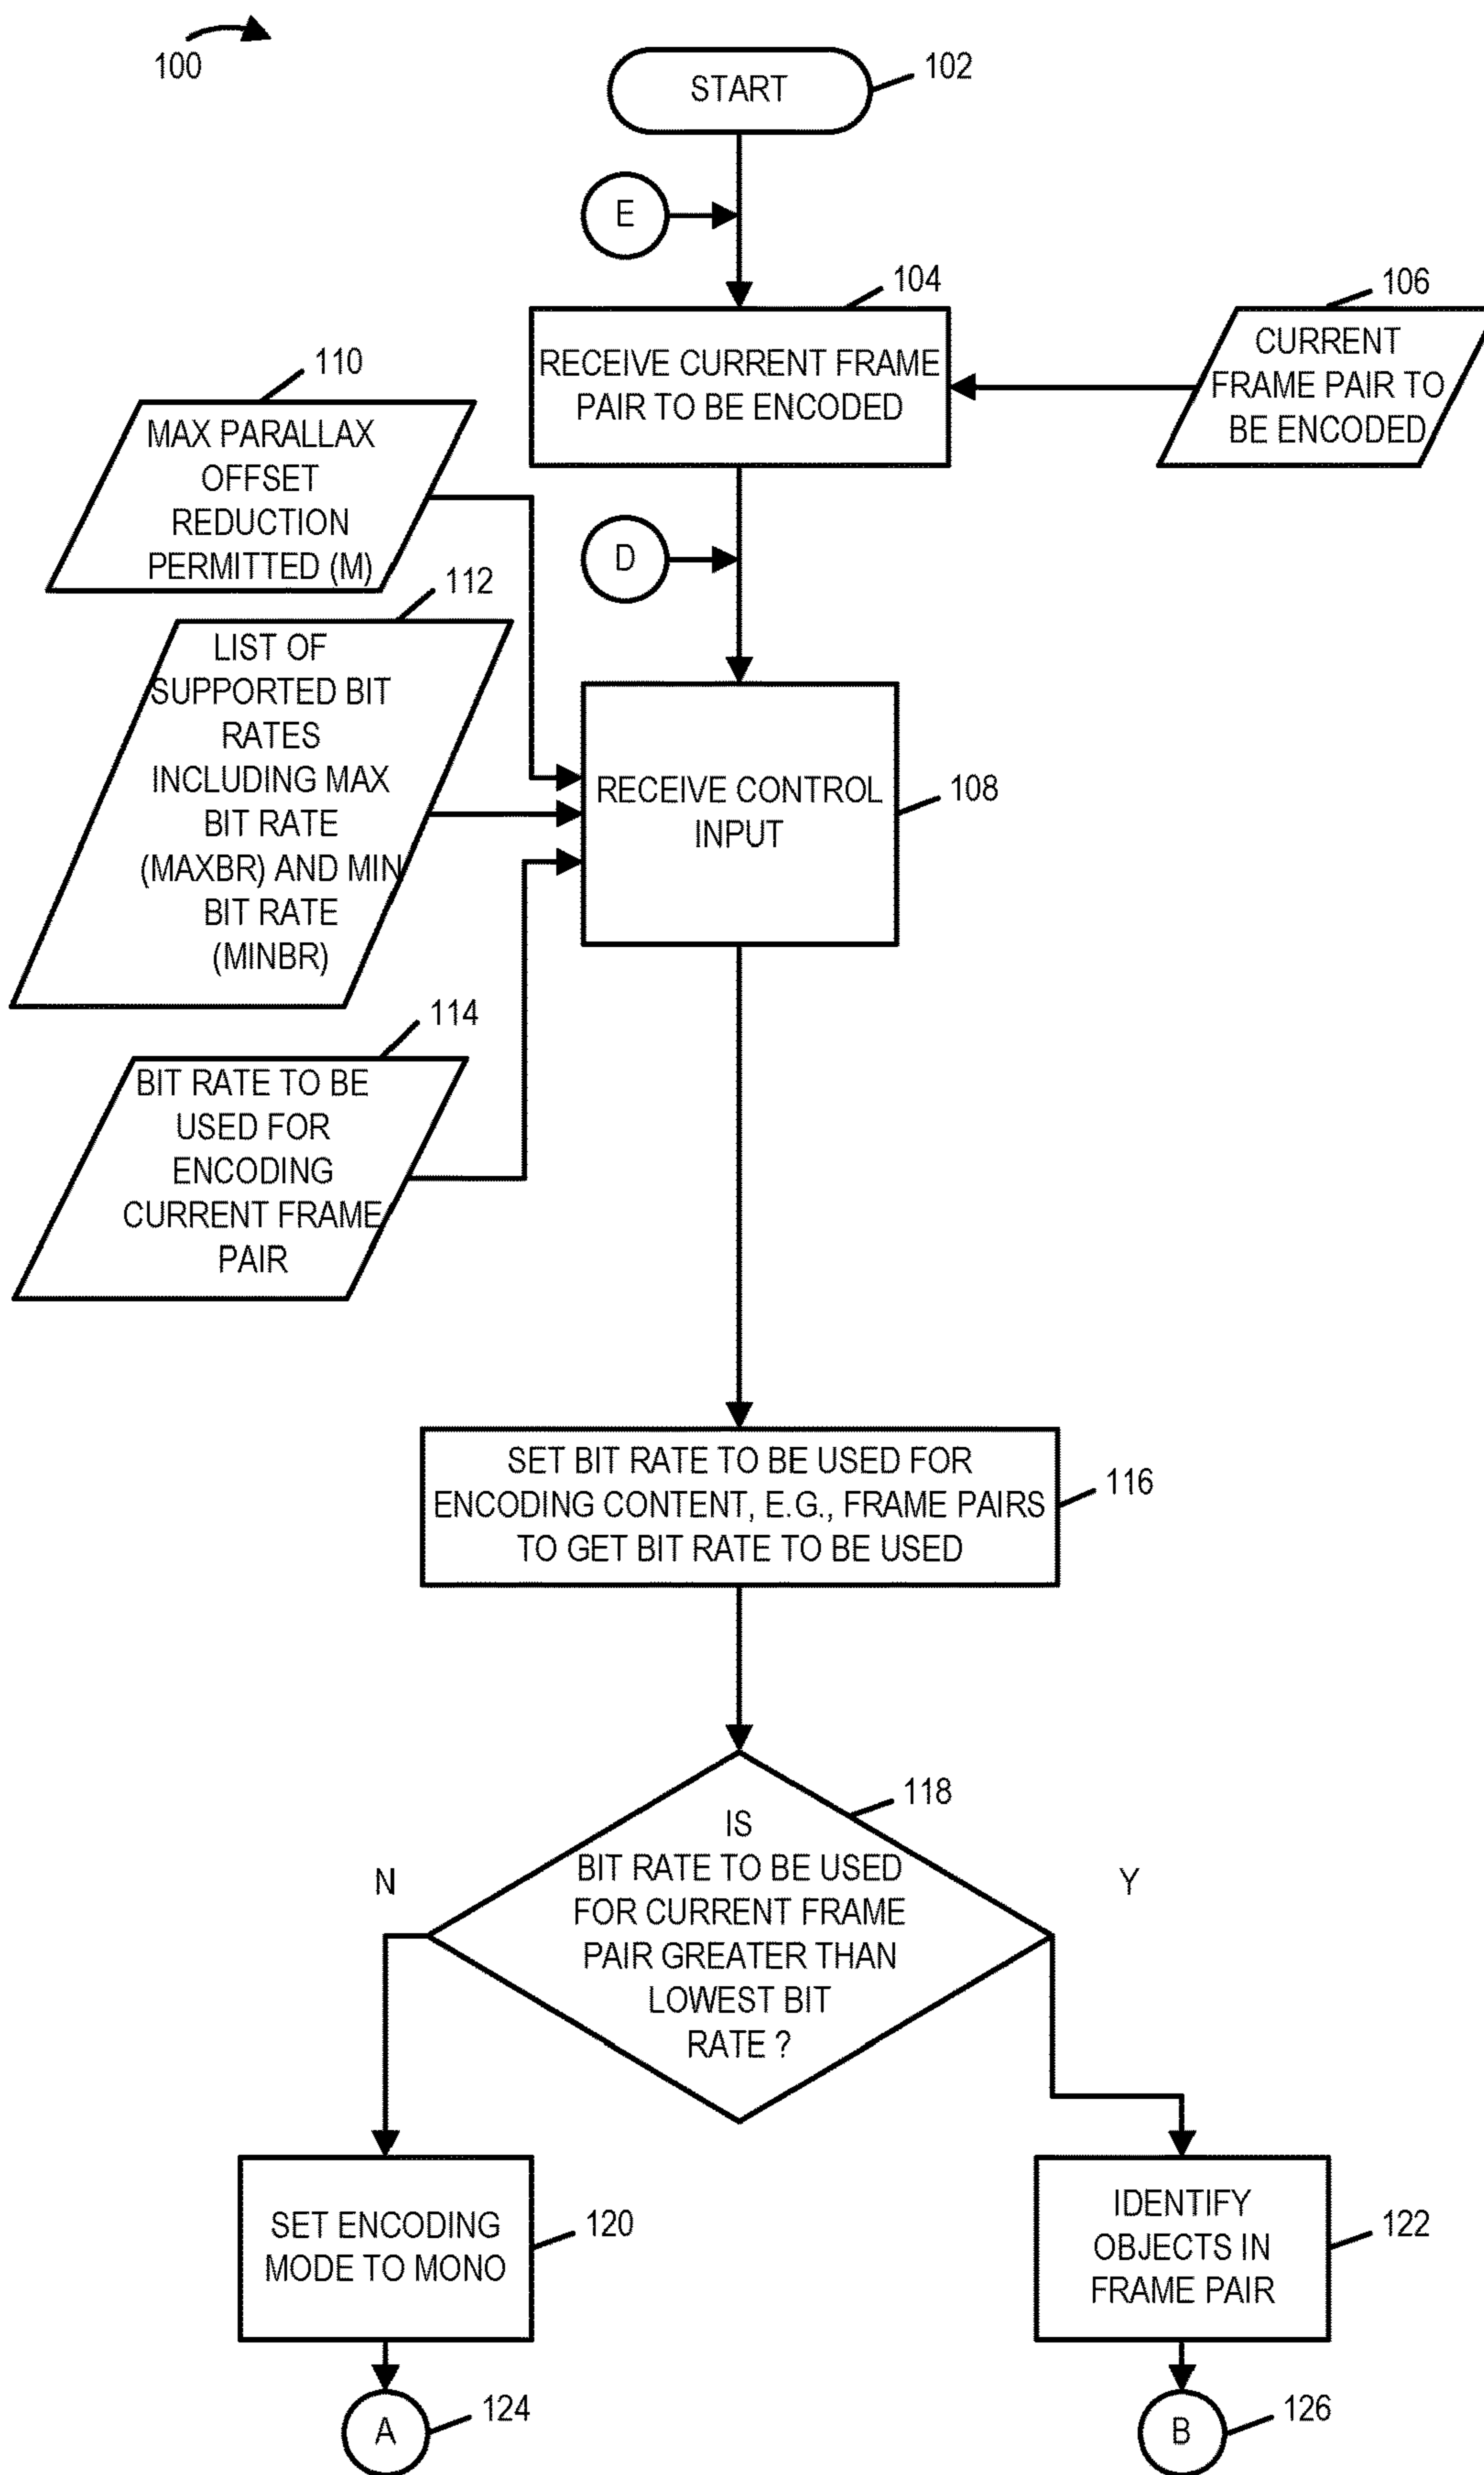 100
START
102
E
104
RECEIVE CURRENT FRAME
PAIR TO BE ENCODED
106
CURRENT
FRAME PAIR TO
BE ENCODED
110
MAX PARALLAX
OFFSET
REDUCTION
PERMITTED (M)
D
112
LIST OF
SUPPORTED BIT
RATES
INCLUDING MAX
BIT RATE
(MAXBR) AND MIN
BIT RATE
(MINBR)
RECEIVE CONTROL
INPUT
108
114
BIT RATE TO BE
USED FOR
ENCODING
CURRENT FRAME
PAIR
SET BIT RATE TO BE USED FOR
ENCODING CONTENT, E.G., FRAME PAIRS
TO GET BIT RATE TO BE USED
116
118
IS
BIT RATE TO BE USED
FOR CURRENT FRAME
PAIR GREATER THAN
LOWEST BIT
RATE ?
N
Y
SET ENCODING
MODE TO MONO
120
IDENTIFY
OBJECTS IN
FRAME PAIR
122
A
124
B
126